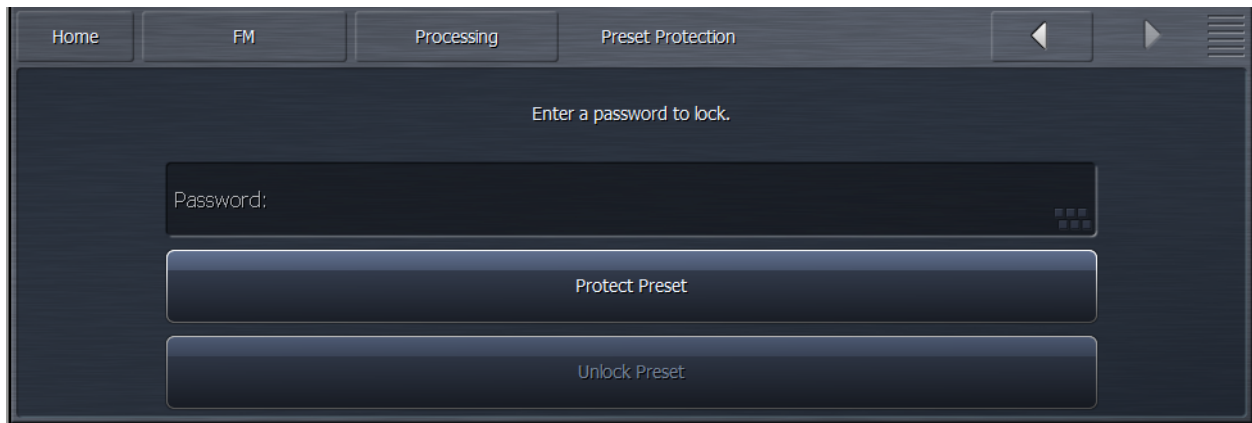 Home FM Processing Preset Protection
Enter a password to lock.
Password:
Protect Preset
Unlock Preset